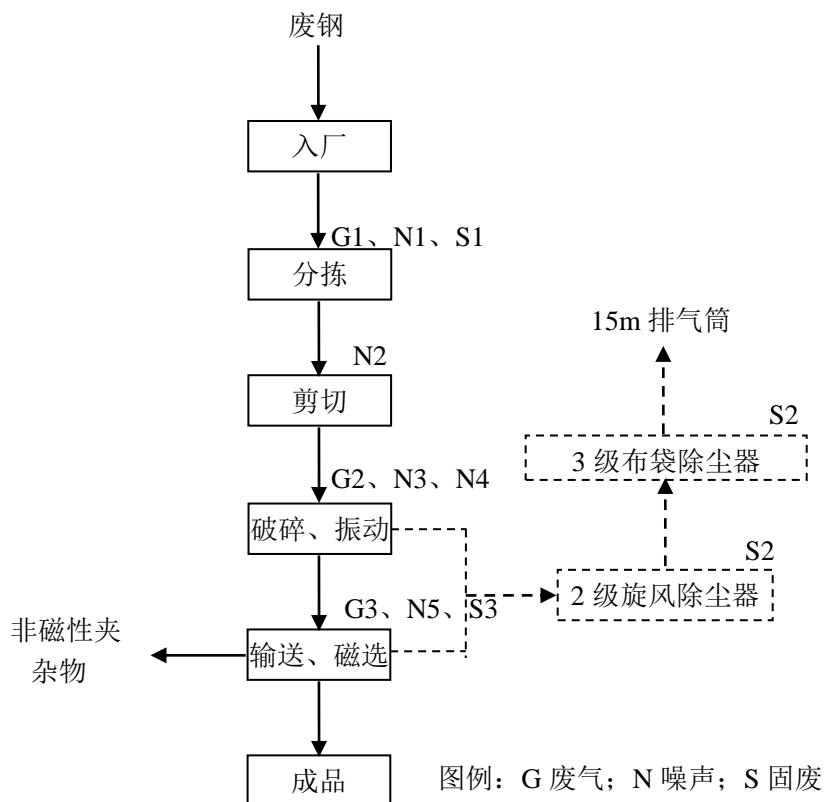 废钢
入厂
G1、N1、S1
分拣
15m 排气筒
N2
剪切
S2
3 级布袋除尘器
G2、N3、N4
破碎、振动
S2
2 级旋风除尘器
G3、N5、S3
非磁性夹
杂物
输送、磁选
成品
图例：G 废气；N 噪声；S 固废